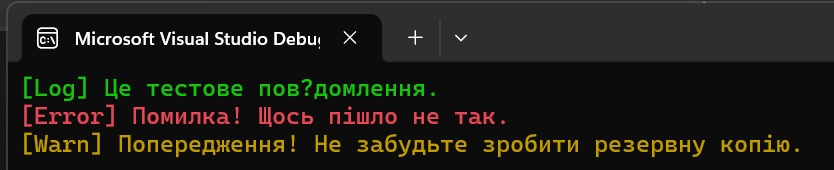 Microsoft Visual Studio Debug
[Log] Це тестове пов?домлення.
[Error] Помилка! Щось пішло не так.
[Warn] Попередження! Не забудьте зробити резервну копію.